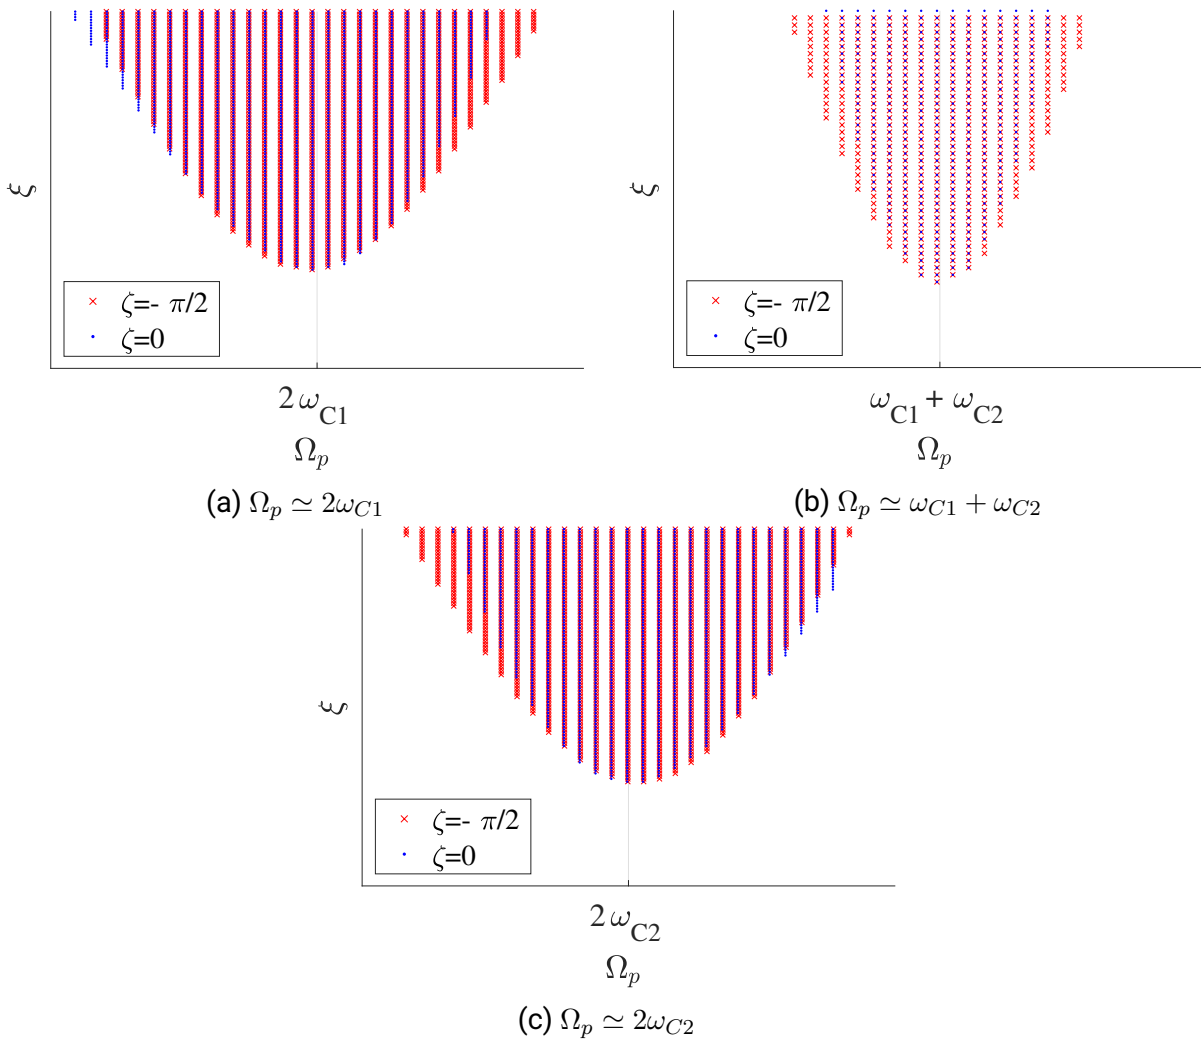 ξ
ζ=- π/2
ζ=0
2 ω_C1
Ω_p
(a) Ω_p ≃ 2ω_C1
ξ
ζ=- π/2
ζ=0
ω_C1 + ω_C2
Ω_p
(b) Ω_p ≃ ω_C1 + ω_C2
ξ
ζ=- π/2
ζ=0
2 ω_C2
Ω_p
(c) Ω_p ≃ 2ω_C2